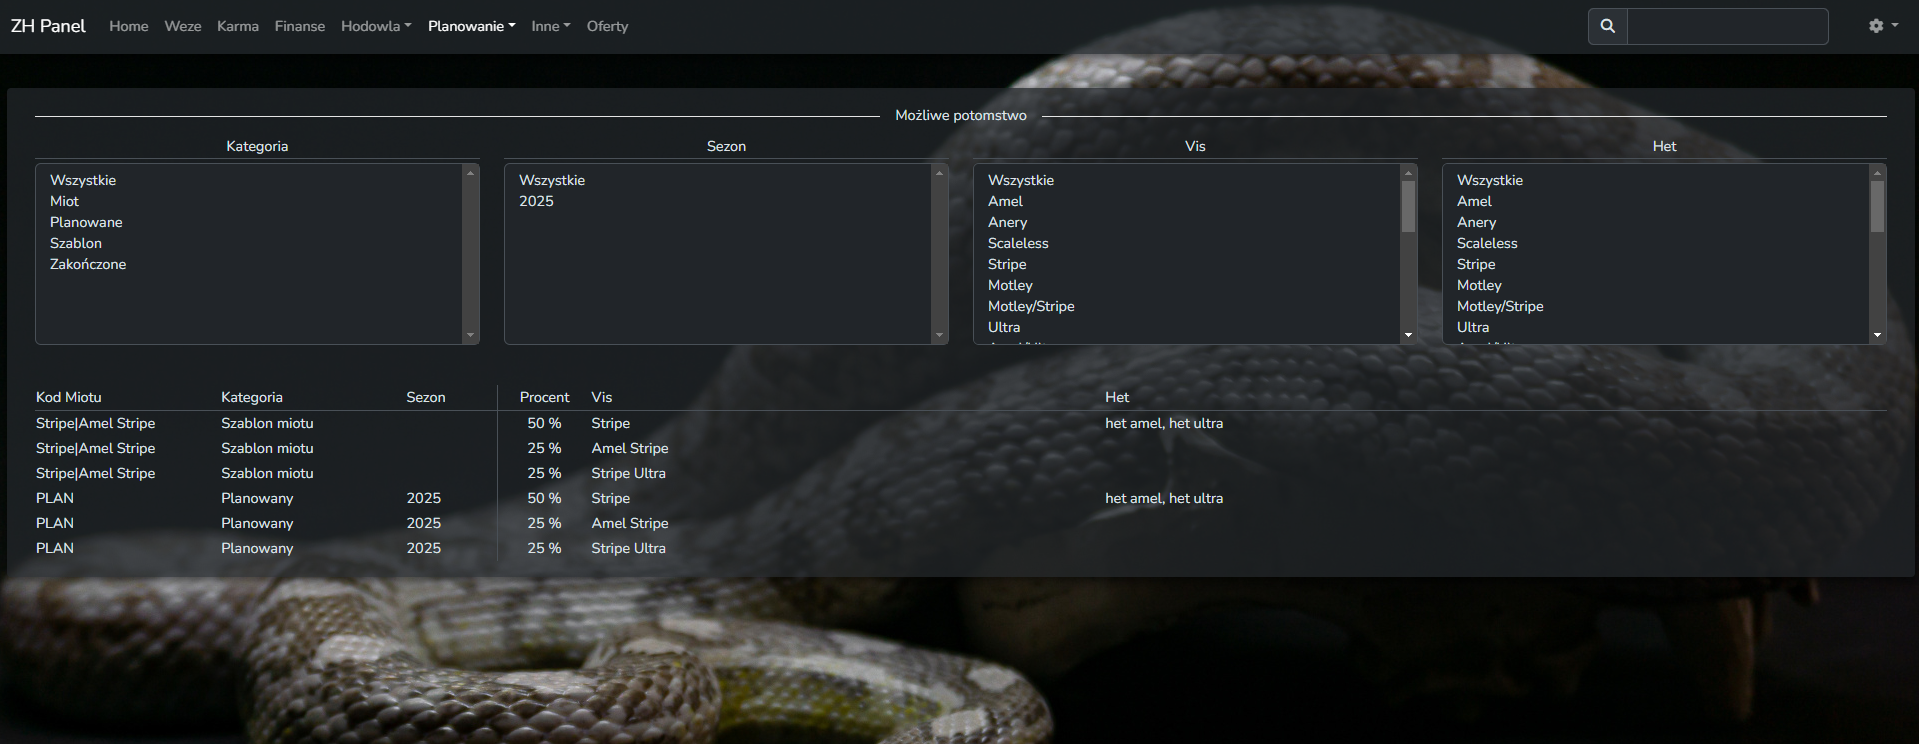 ZH Panel Home Weze Karma Finanse Hodowla Planowanie Inne Oferty
Możliwe potomstwo
Kategoria Sezon Vis Het
Wszystkie Wszystkie Wszystkie Wszystkie
Miot 2025 Amel Amel
Planowane Anery Anery
Szablon Scaleless Scaleless
Zakończone Stripe Stripe
Motley Motley
Motley/Stripe Motley/Stripe
Ultra Ultra
Kod Miotu Kategoria Sezon Procent Vis Het
Stripe|Amel Stripe Szablon miotu 50 % Stripe het amel, het ultra
Stripe|Amel Stripe Szablon miotu 25 % Amel Stripe
Stripe|Amel Stripe Szablon miotu 25 % Stripe Ultra
PLAN Planowany 2025 50 % Stripe het amel, het ultra
PLAN Planowany 2025 25 % Amel Stripe
PLAN Planowany 2025 25 % Stripe Ultra